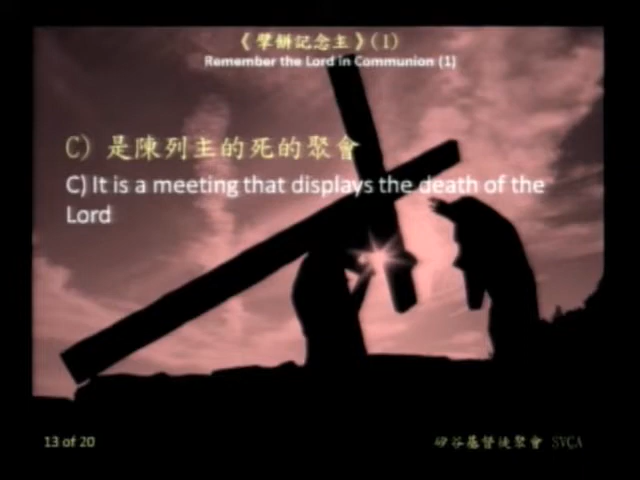 《擘餅記念主》(1)
Remember the Lord in Communion (1)
C) 是陳列主的死的聚會
C) It is a meeting that displays the death of the
Lord
13 of 20
矽谷基督徒聚會 SVCA